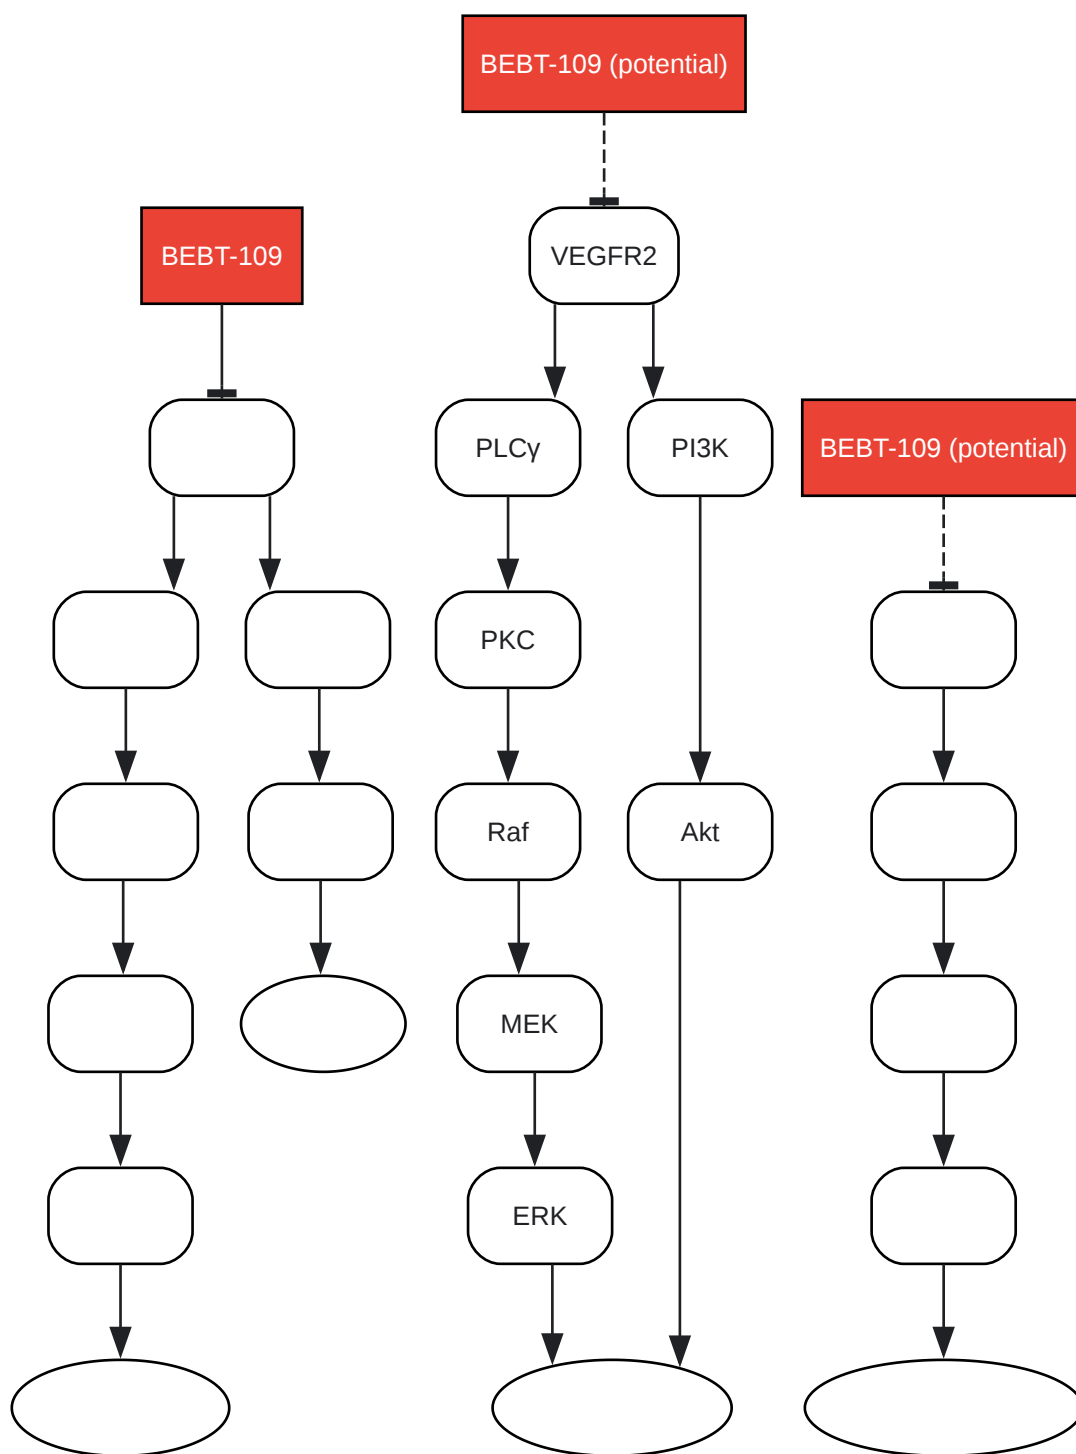 BEBT-109 (potential)
BEBT-109
VEGFR2
PLCγ
PI3K
BEBT-109 (potential)
PKC
Raf
Akt
MEK
ERK